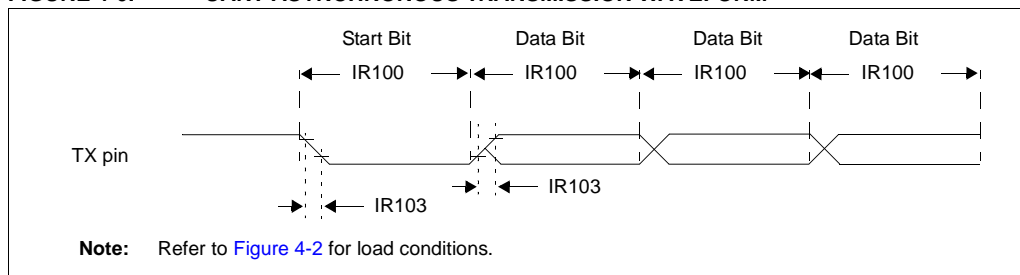 Start Bit Data Bit Data Bit Data Bit
IR100 IR100 IR100 IR100
TX pin
IR103 IR103
Note: Refer to Figure 4-2 for load conditions.